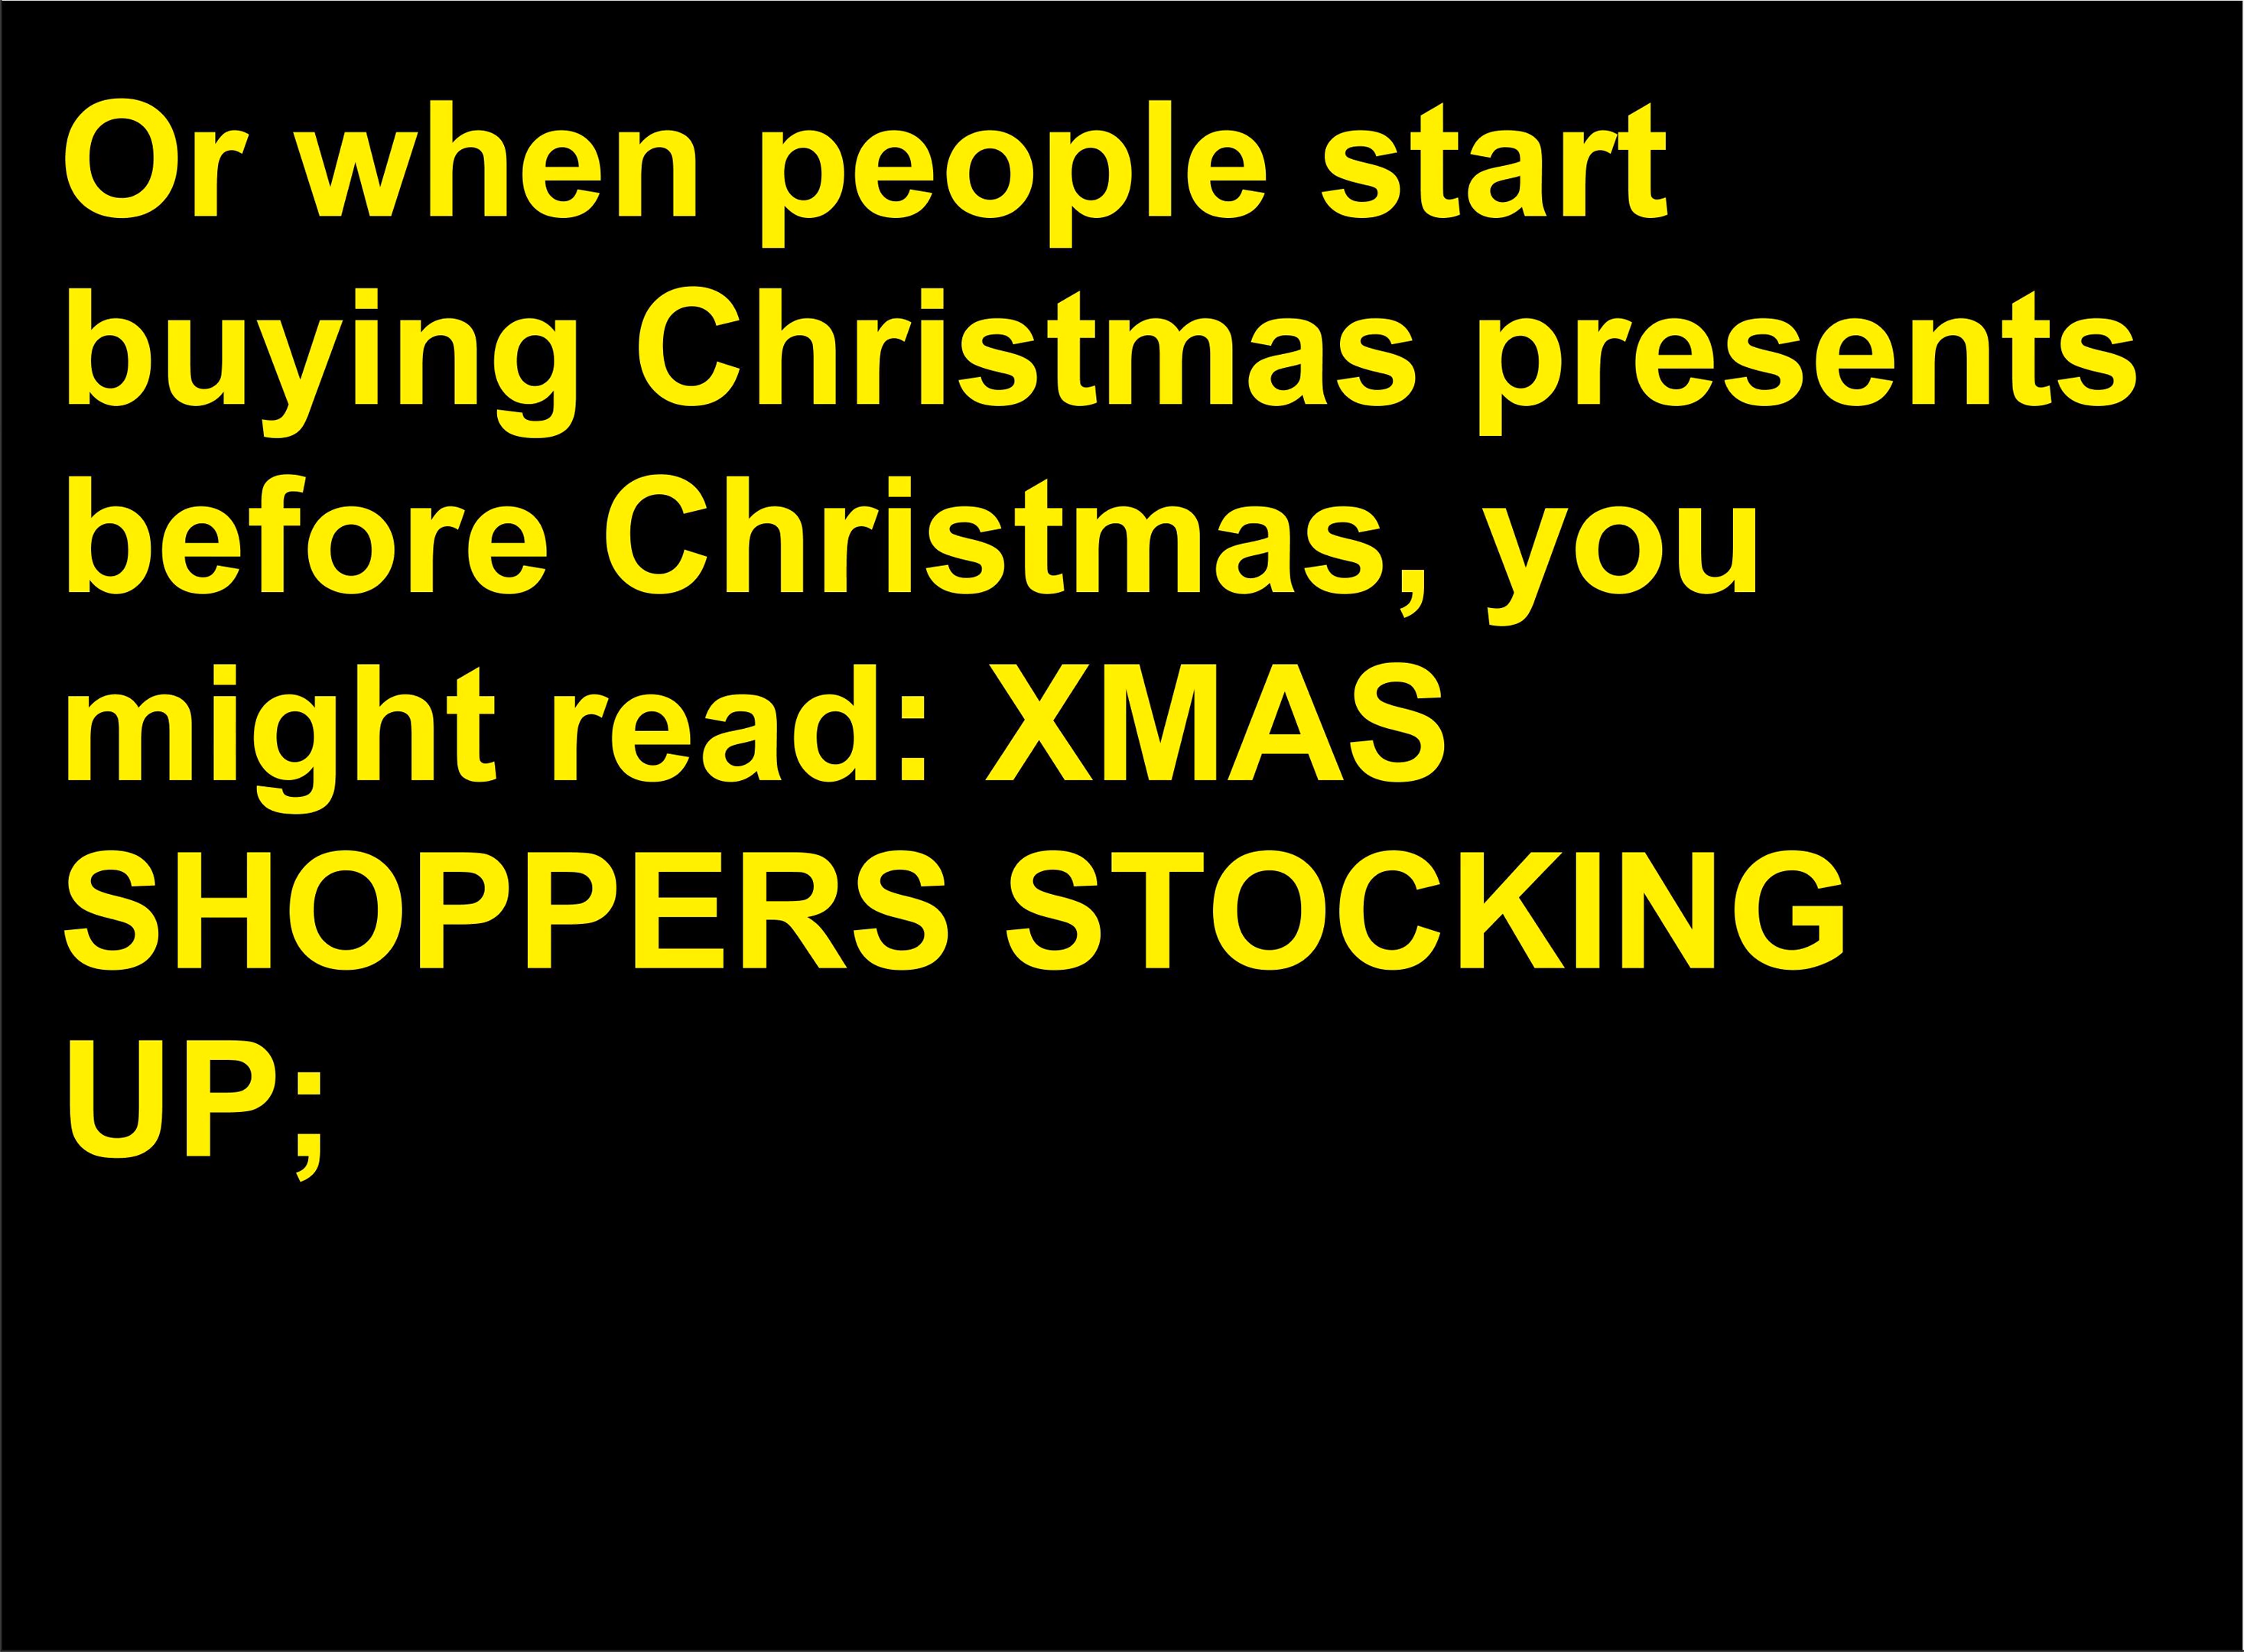 Or when people start
buying Christmas presents
before Christmas, you
might read: XMAS
SHOPPERS STOCKING
UP;